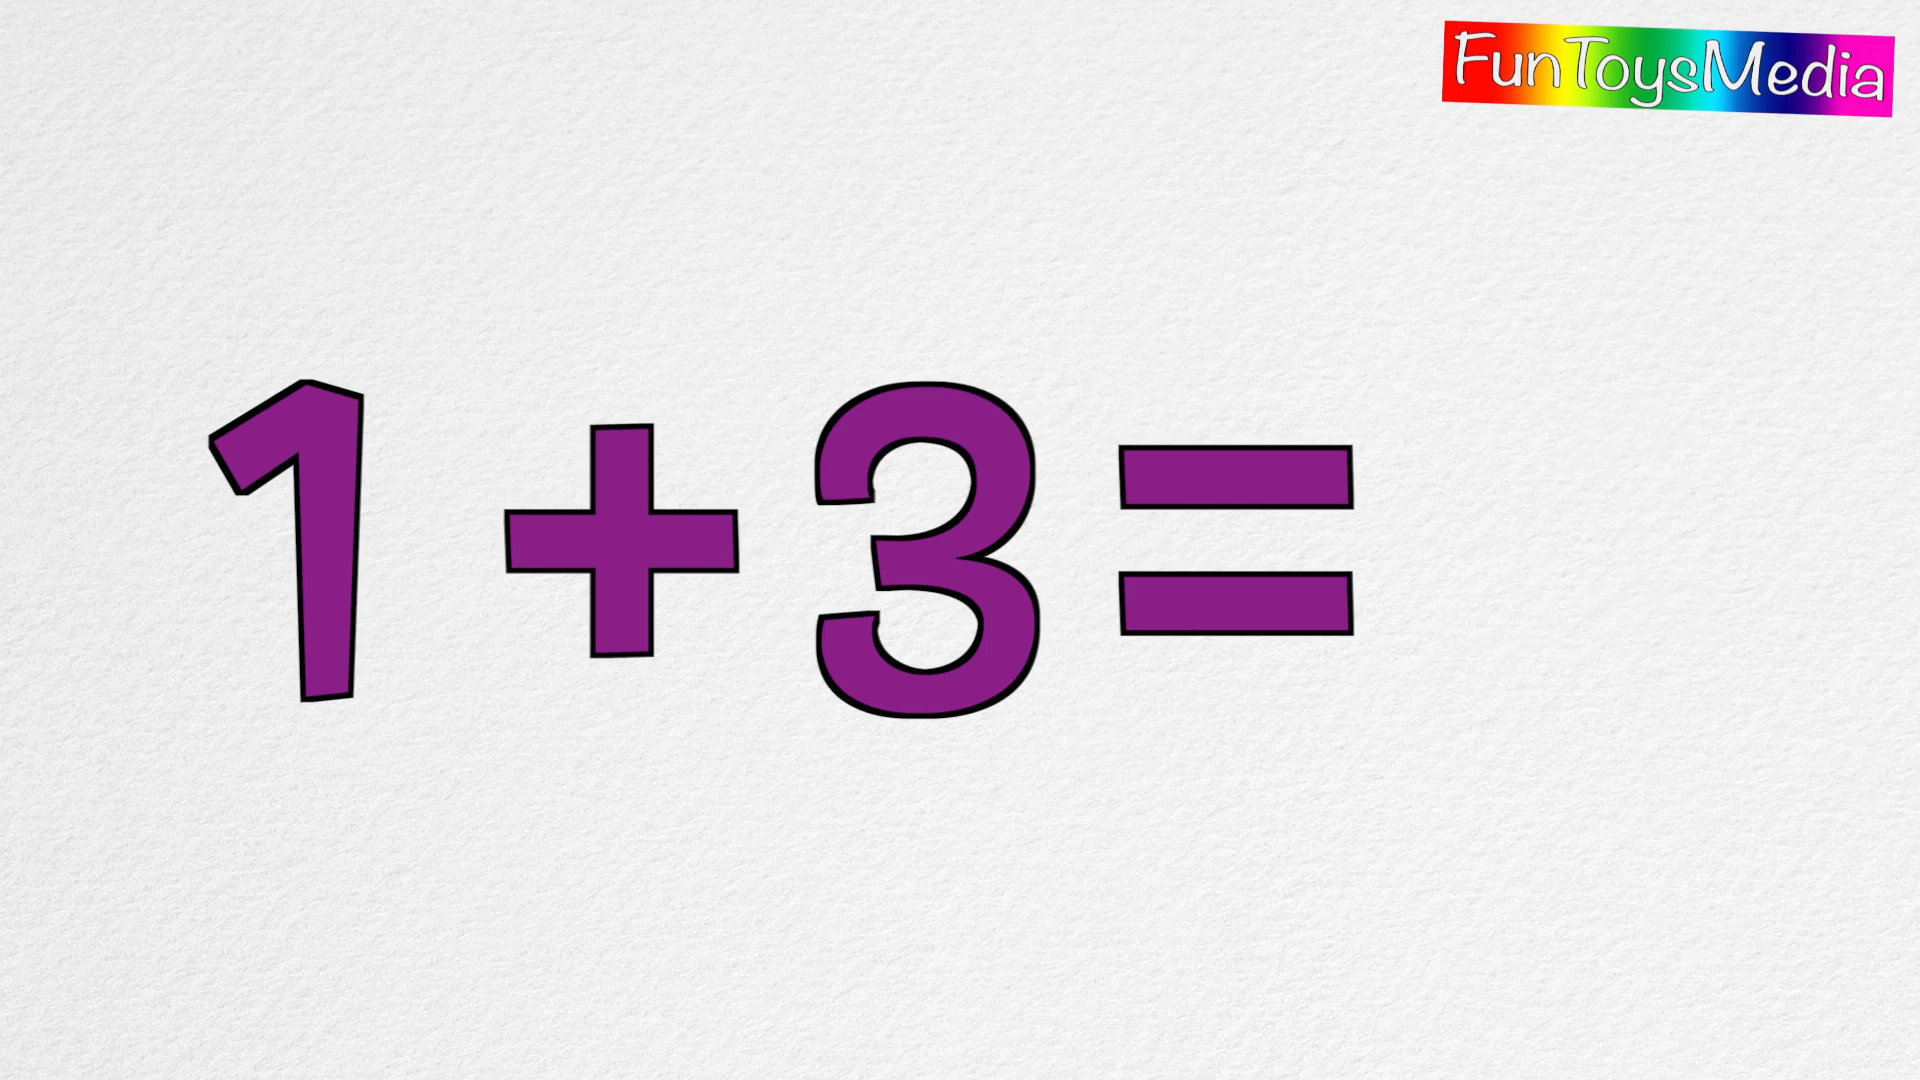 FunToysMedia
1 + 3 =